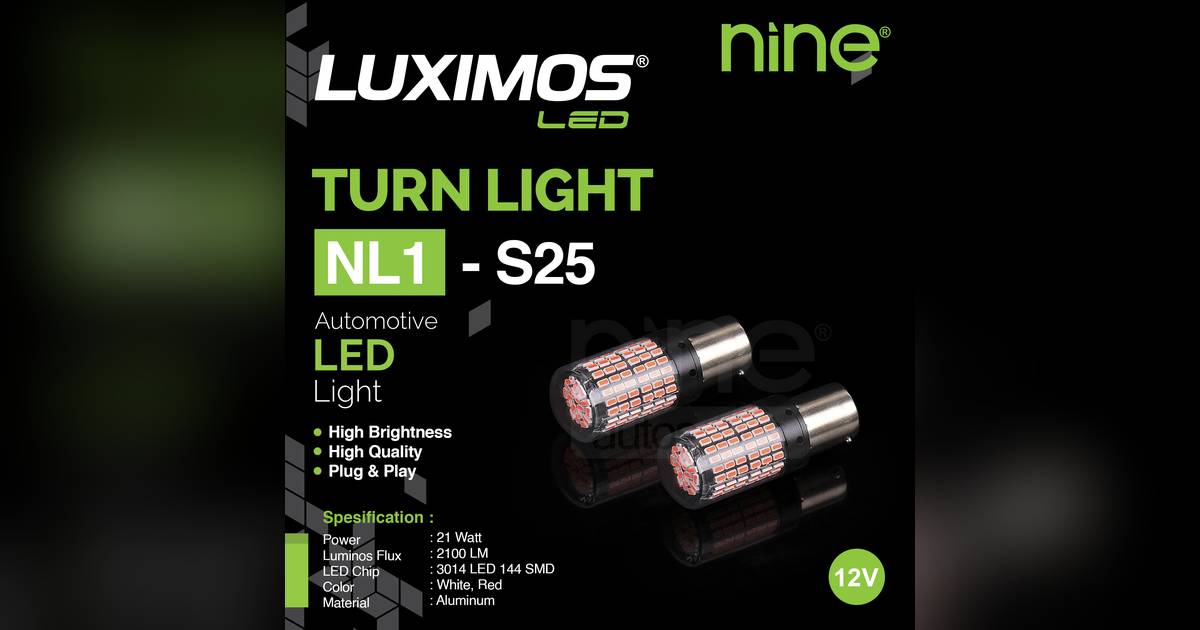 nine®
LUXIMOS®
LED
TURN LIGHT
NL1 - S25
Automotive
LED
Light
nine®
autos
High Brightness
High Quality
Plug & Play
Spesification :
Power : 21 Watt
Luminos Flux : 2100 LM
LED Chip : 3014 LED 144 SMD
Color : White, Red
Material : Aluminum
12V